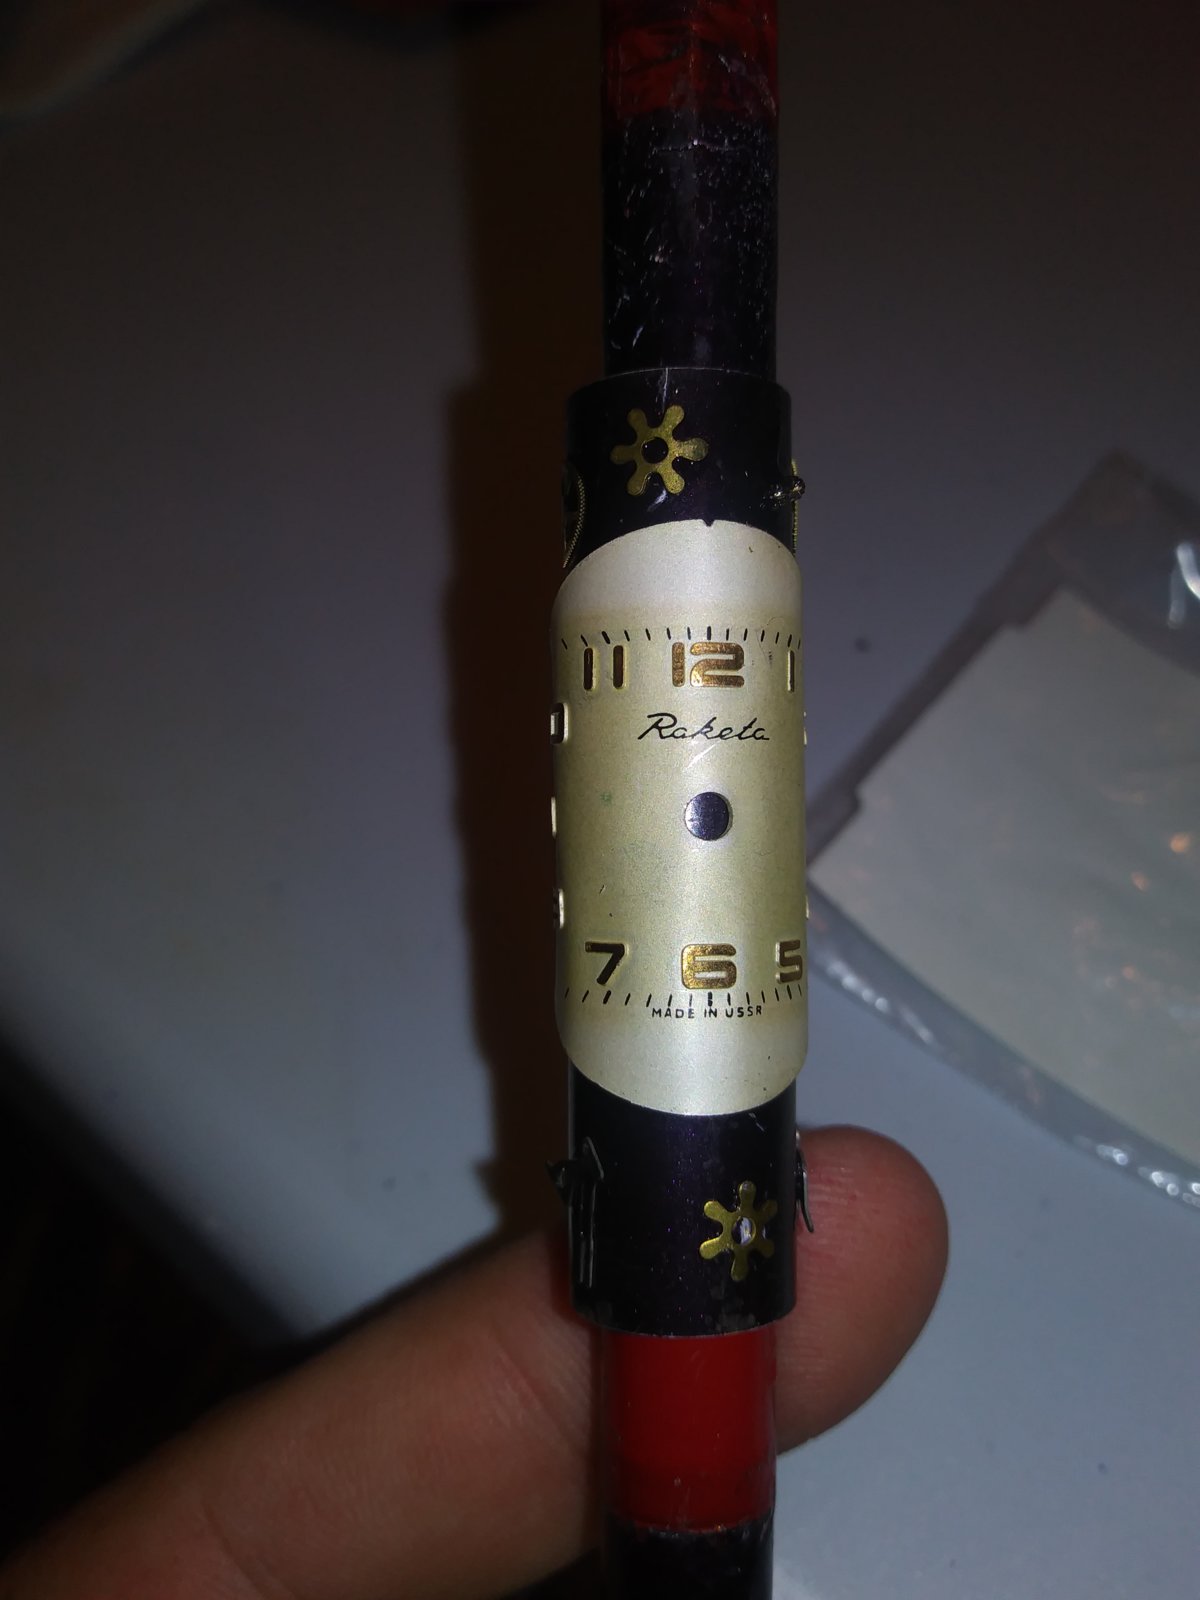 11 12 1
Raketa
7 6 5
MADE IN USSR